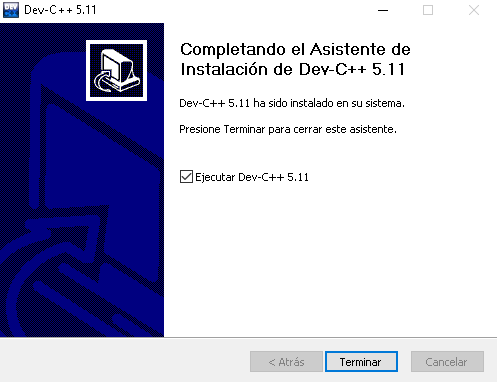 Dev-C++ 5.11
Completando el Asistente de
Instalación de Dev-C++ 5.11
Dev-C++ 5.11 ha sido instalado en su sistema.
Presione Terminar para cerrar este asistente.
Ejecutar Dev-C++ 5.11
< Atrás
Terminar
Cancelar